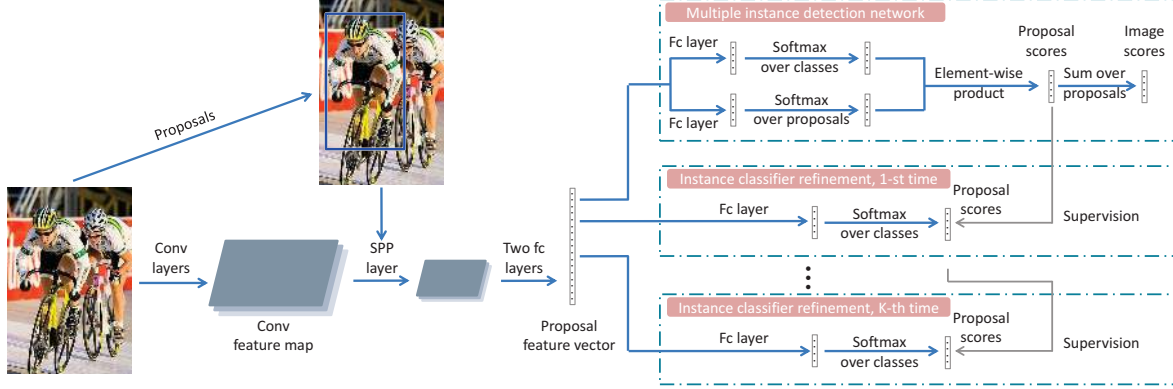 Proposals
Conv
layers
Conv
feature map
SPP
layer
Two fc
layers
Proposal
feature vector
Multiple instance detection network
Fc layer
Softmax
over classes
Fc layer
Softmax
over proposals
Element-wise
product
Proposal
scores
Sum over
proposals
Image
scores
Instance classifier refinement, 1-st time
Fc layer
Softmax
over classes
Proposal
scores
Supervision
Instance classifier refinement, K-th time
Fc layer
Softmax
over classes
Proposal
scores
Supervision